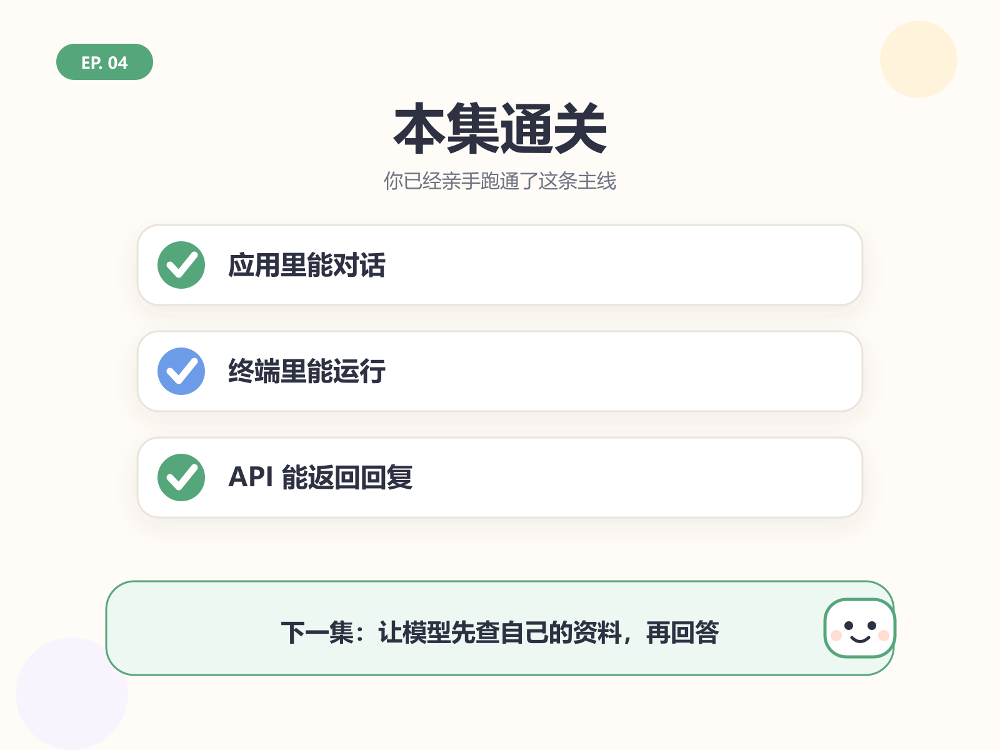 EP. 04
本集通关
你已经亲手跑通了这条主线
应用里能对话
终端里能运行
API 能返回回复
下一集：让模型先查自己的资料，再回答